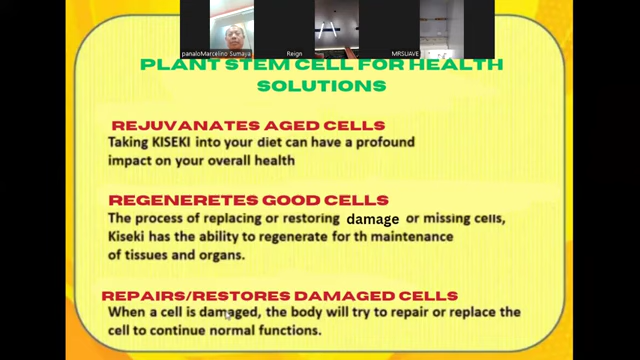 panaloMarcelino Sumaya
Reign
MRSUAVE
PLANT STEM CELL FOR HEALTH
SOLUTIONS
REJUVANATES AGED CELLS
Taking KISEKI into your diet can have a profound
impact on your overall health
REGENERETES GOOD CELLS
The process of replacing or restoring damage or missing cells,
Kiseki has the ability to regenerate for th maintenance
of tissues and organs.
REPAIRS/RESTORES DAMAGED CELLS
When a cell is damaged, the body will try to repair or replace the
cell to continue normal functions.